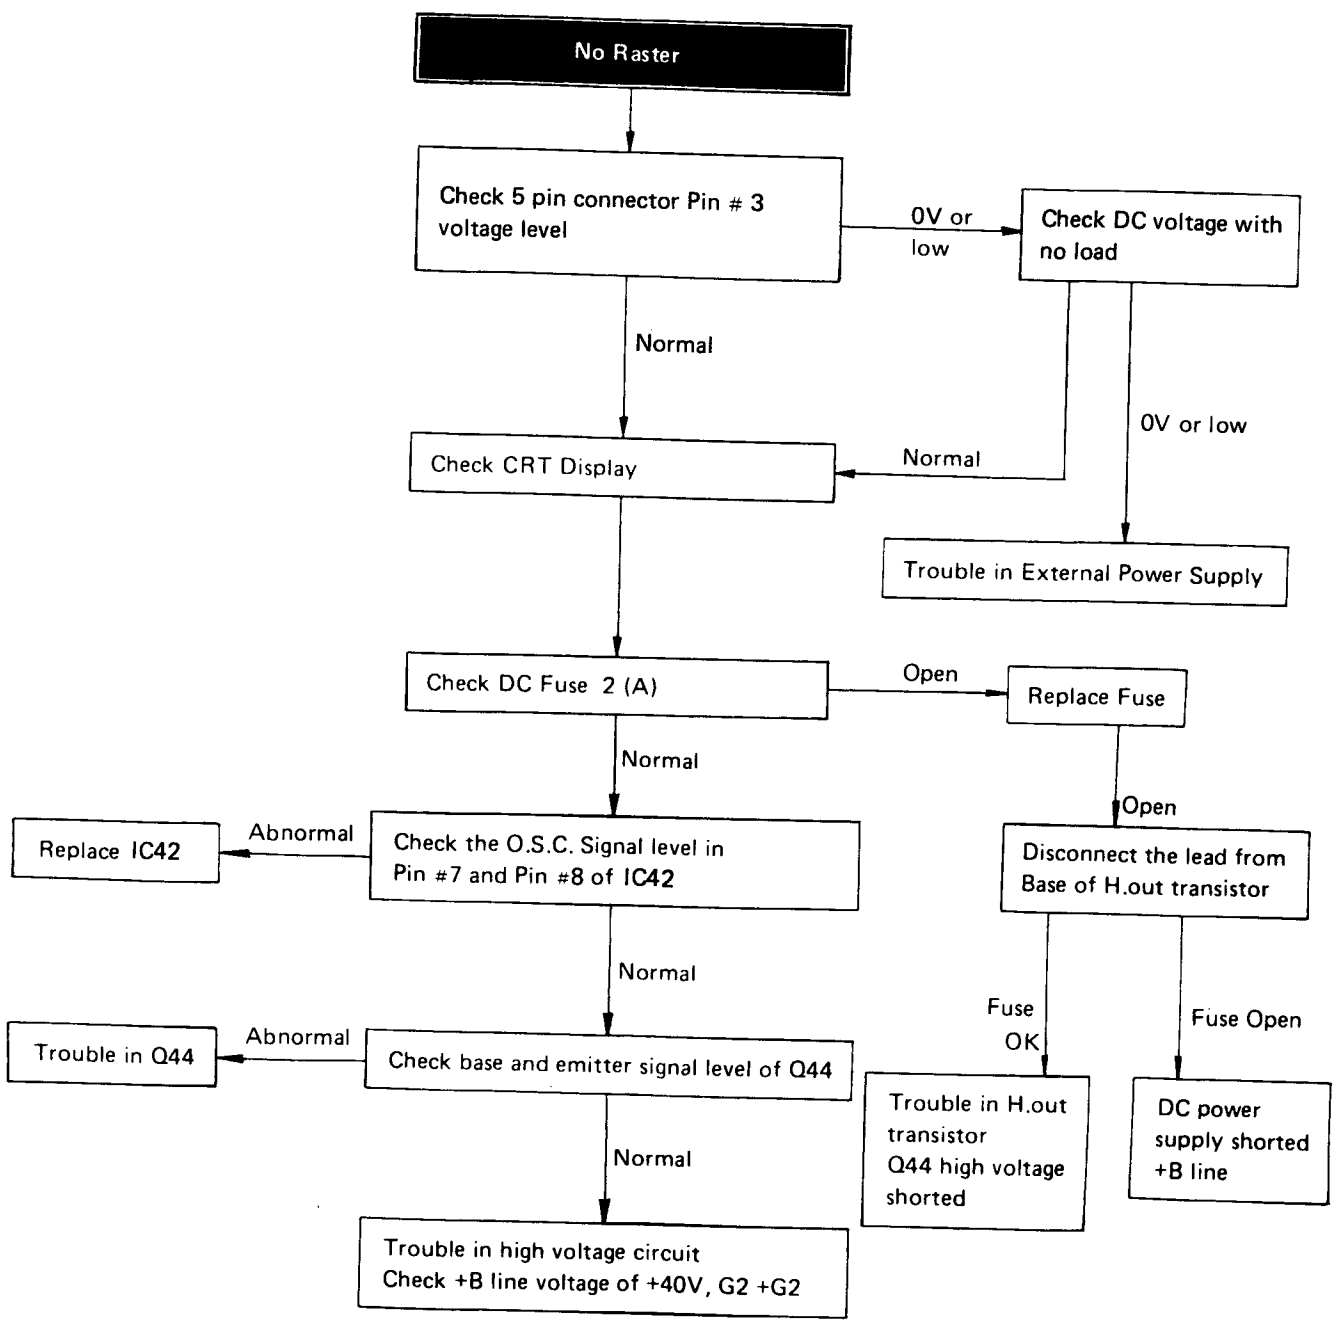 No Raster
Check 5 pin connector Pin # 3
voltage level
0V or
low
Check DC voltage with
no load
Normal
0V or low
Normal
Check CRT Display
Trouble in External Power Supply
Check DC Fuse 2 (A)
Open
Replace Fuse
Normal
Open
Replace IC42
Abnormal
Check the O.S.C. Signal level in
Pin #7 and Pin #8 of IC42
Disconnect the lead from
Base of H.out transistor
Normal
Fuse
OK
Fuse Open
Trouble in Q44
Abnormal
Check base and emitter signal level of Q44
Trouble in H.out
transistor
Q44 high voltage
shorted
DC power
supply shorted
+B line
Normal
Trouble in high voltage circuit
Check +B line voltage of +40V, G2 +G2